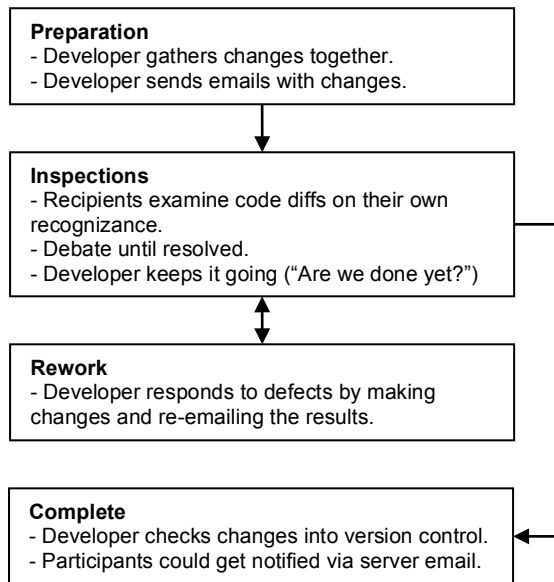 Preparation
- Developer gathers changes together.
- Developer sends emails with changes.
Inspections
- Recipients examine code diffs on their own
recognizance.
- Debate until resolved.
- Developer keeps it going (“Are we done yet?”)
Rework
- Developer responds to defects by making
changes and re-emailing the results.
Complete
- Developer checks changes into version control.
- Participants could get notified via server email.